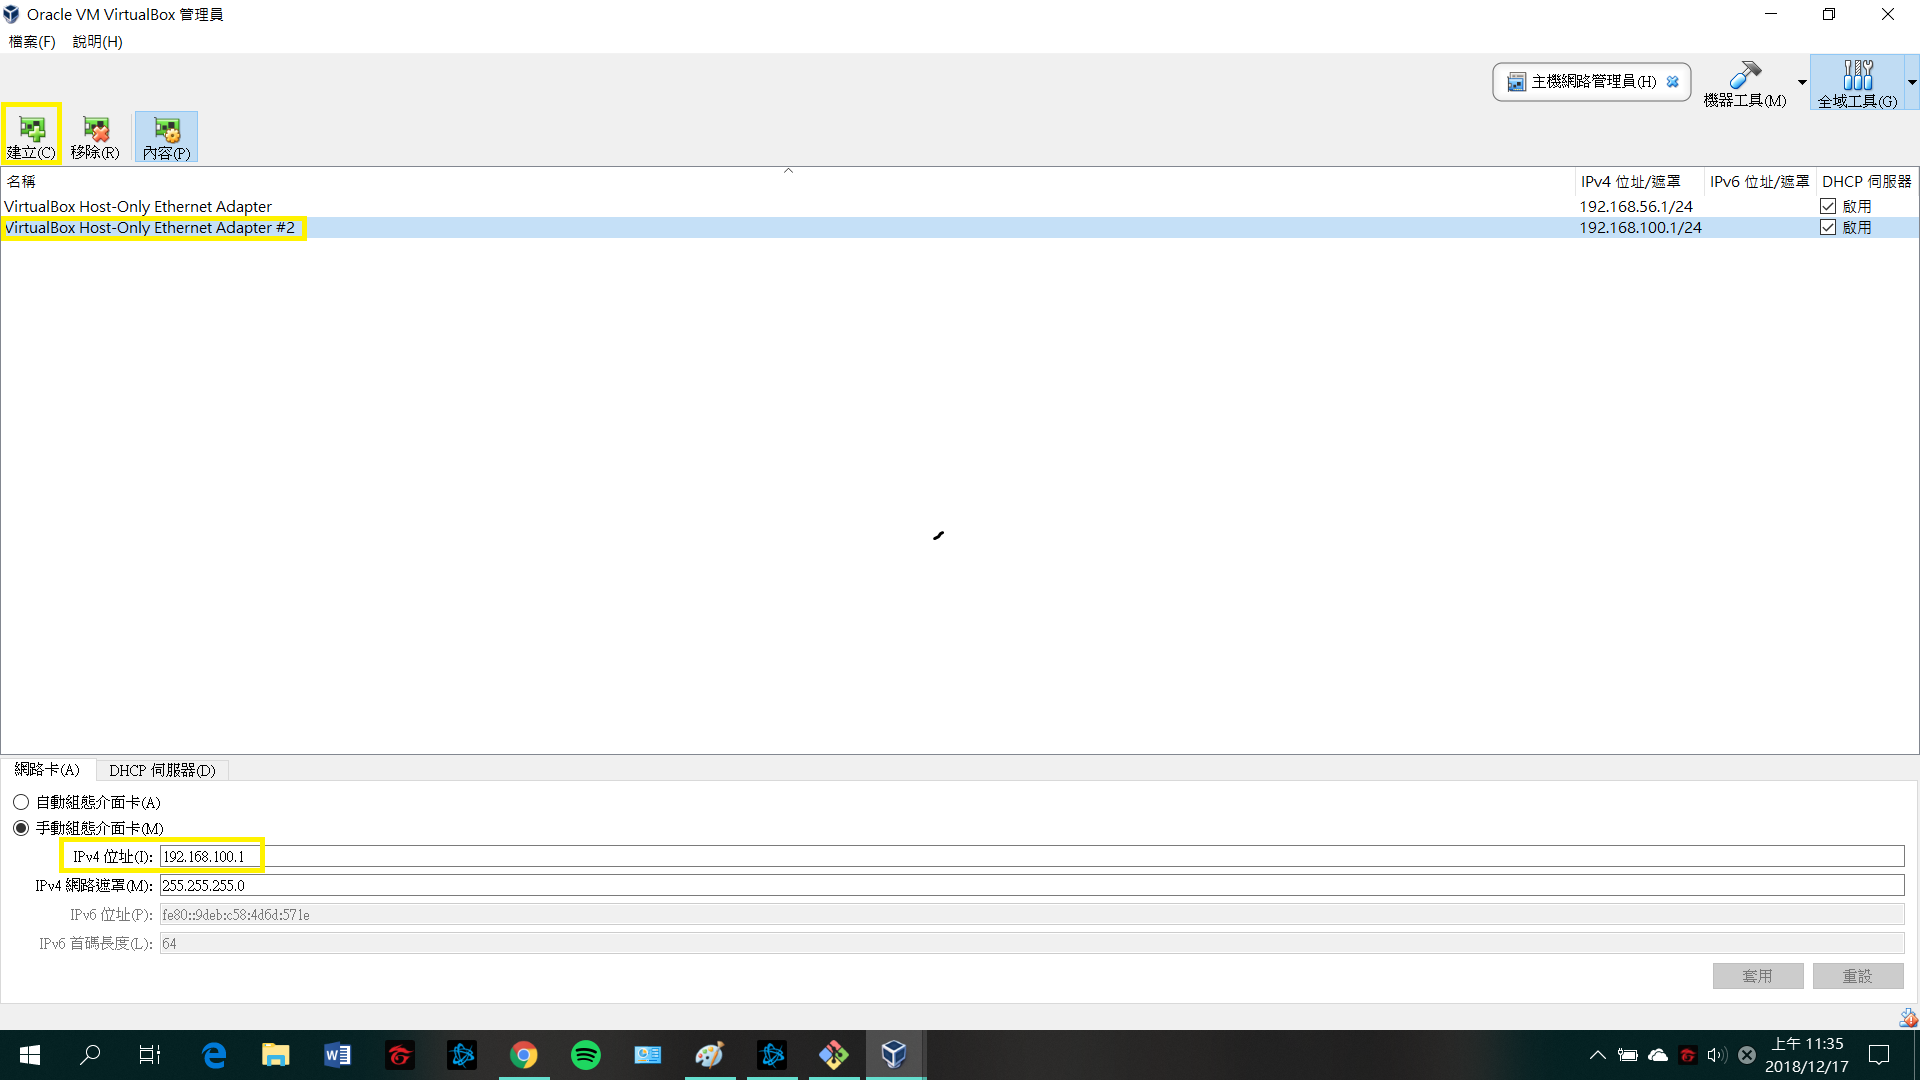 Oracle VM VirtualBox 管理員
檔案(F) 說明(H)
主機網路管理員(H)
機器工具(M)
全域工具(G)
建立(C) 移除(R) 內容(P)
名稱 IPv4 位址/遮罩 IPv6 位址/遮罩 DHCP 伺服器
VirtualBox Host-Only Ethernet Adapter 192.168.56.1/24 啟用
VirtualBox Host-Only Ethernet Adapter #2 192.168.100.1/24 啟用
網路卡(A) DHCP 伺服器(D)
自動組態介面卡(A)
手動組態介面卡(M)
IPv4 位址(I): 192.168.100.1
IPv4 網路遮罩(M): 255.255.255.0
IPv6 位址(P): fe80::9deb:c58:4d6d:571e
IPv6 首碼長度(L): 64
套用 重設
上午 11:35
2018/12/17